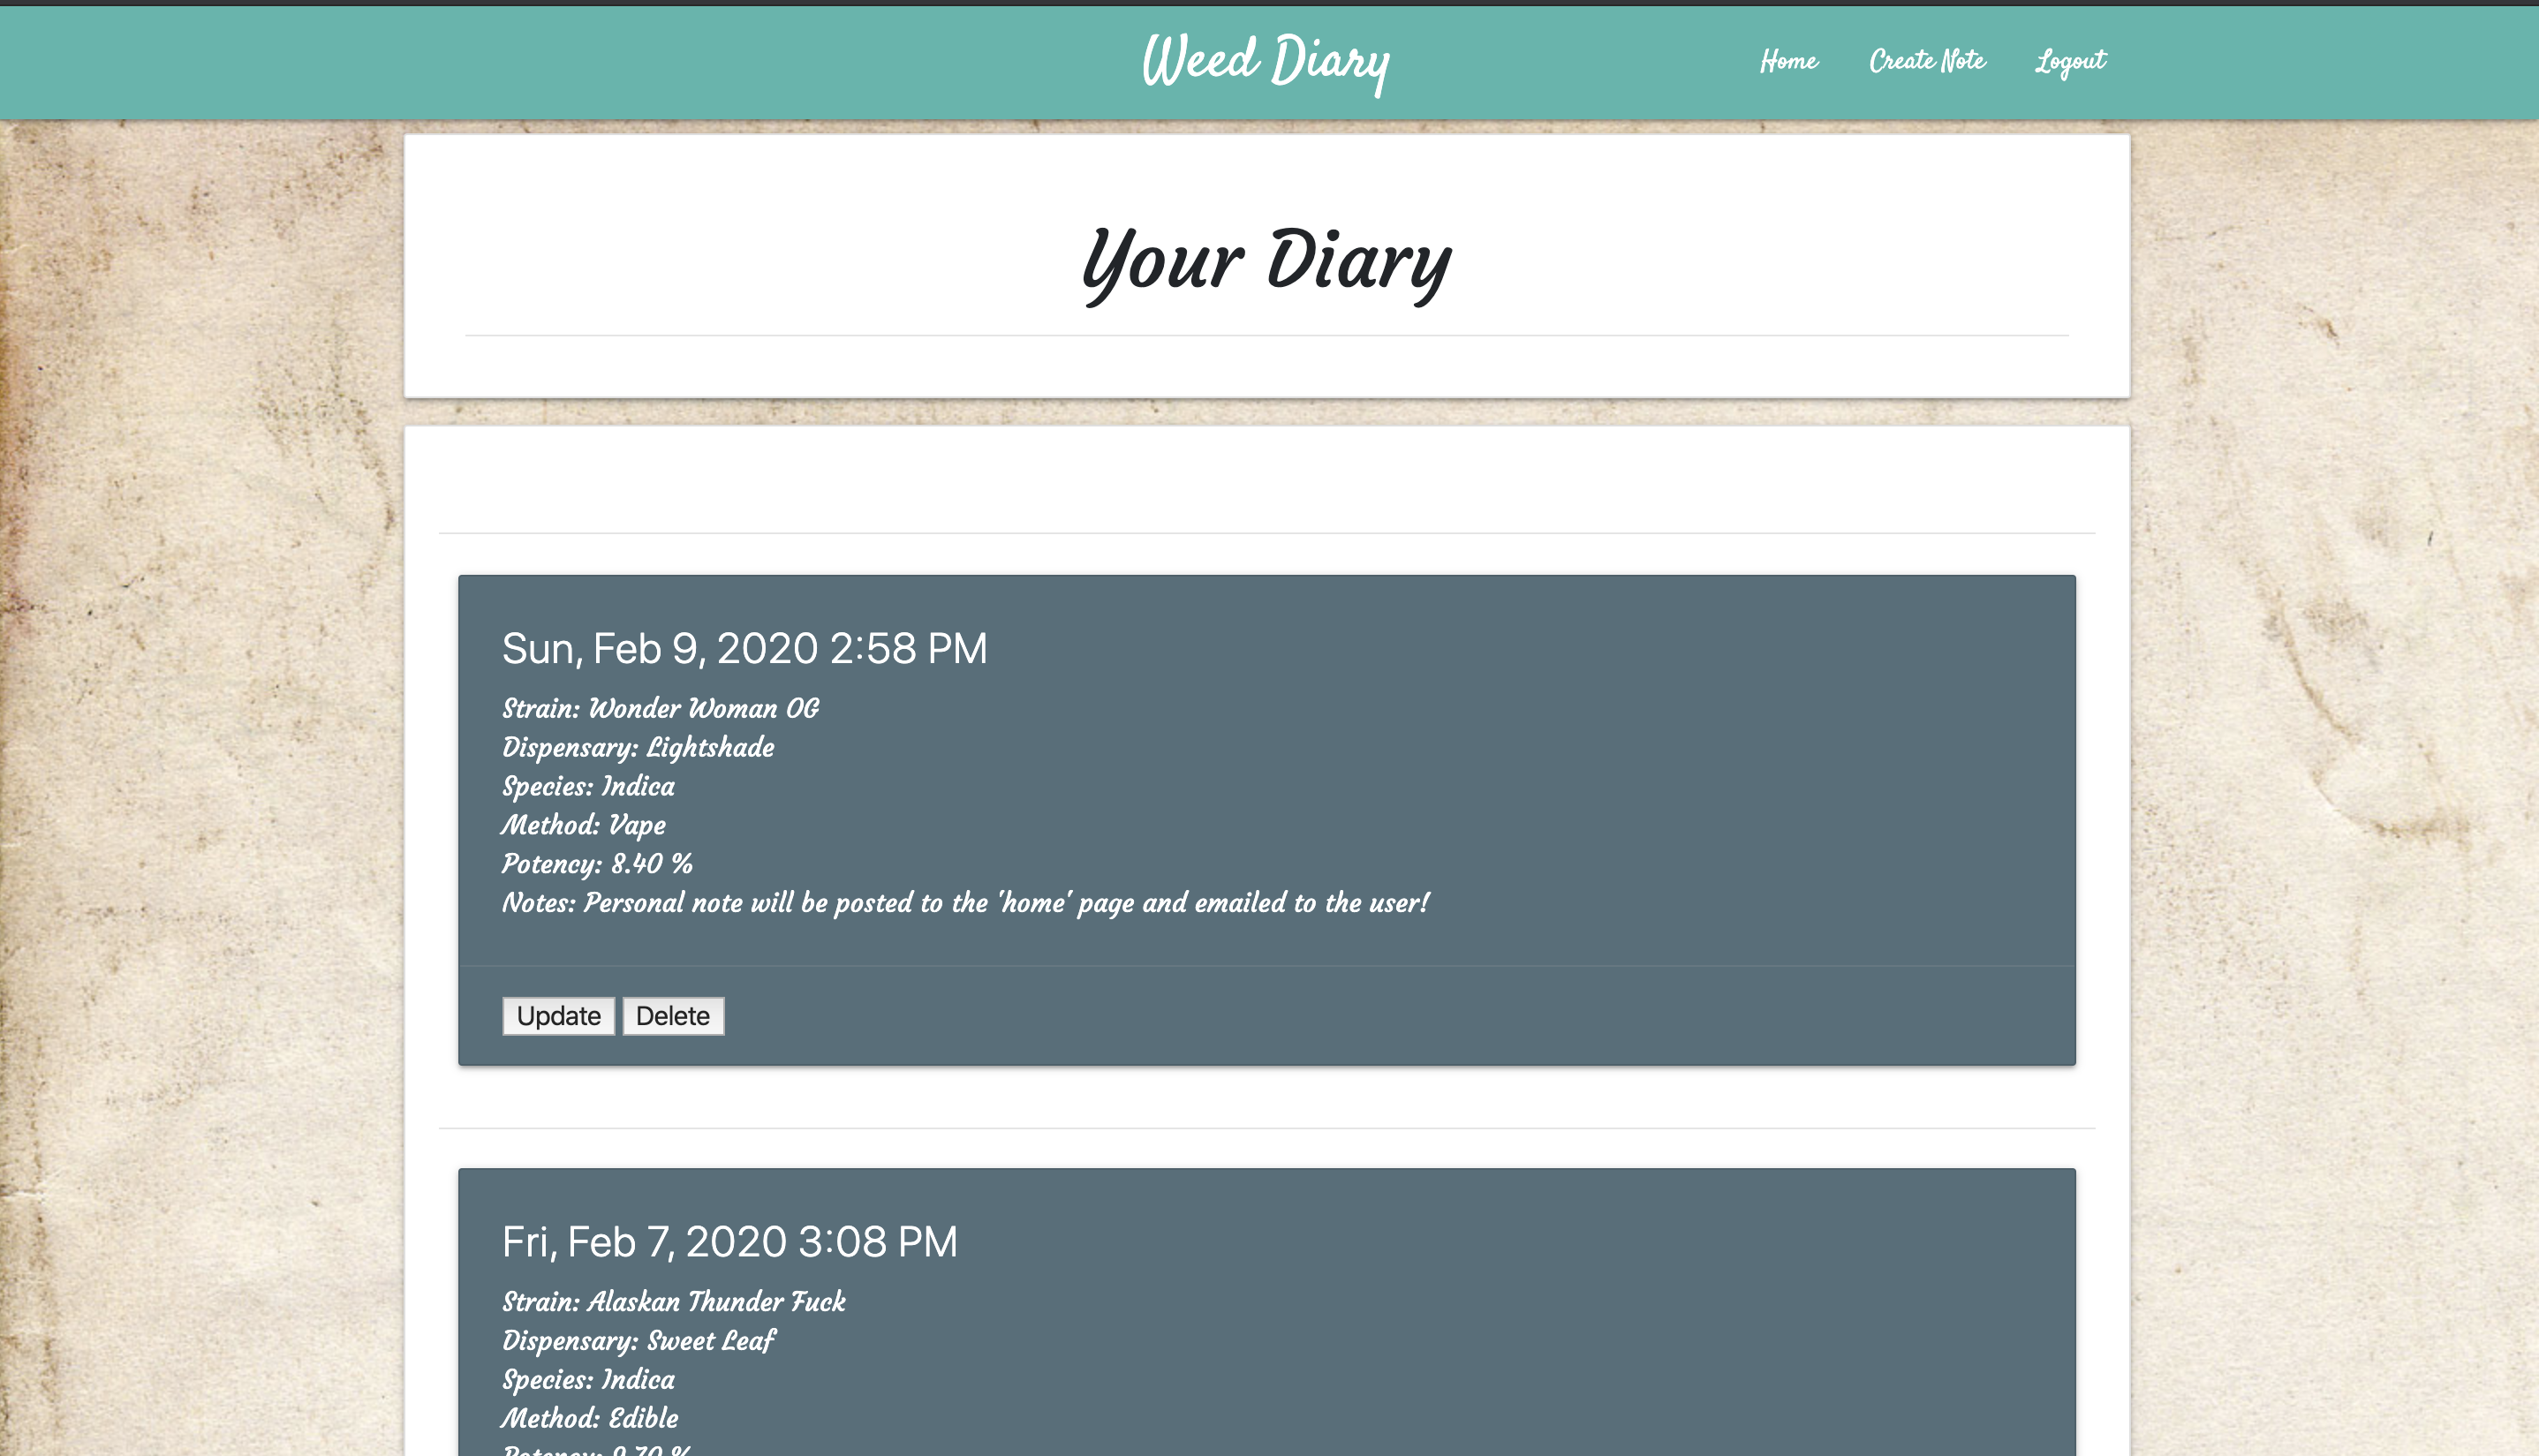 Weed Diary
Home Create Note Logout
Your Diary
Sun, Feb 9, 2020 2:58 PM
Strain: Wonder Woman OG
Dispensary: Lightshade
Species: Indica
Method: Vape
Potency: 8.40 %
Notes: Personal note will be posted to the 'home' page and emailed to the user!
Update Delete
Fri, Feb 7, 2020 3:08 PM
Strain: Alaskan Thunder Fuck
Dispensary: Sweet Leaf
Species: Indica
Method: Edible
Potency: